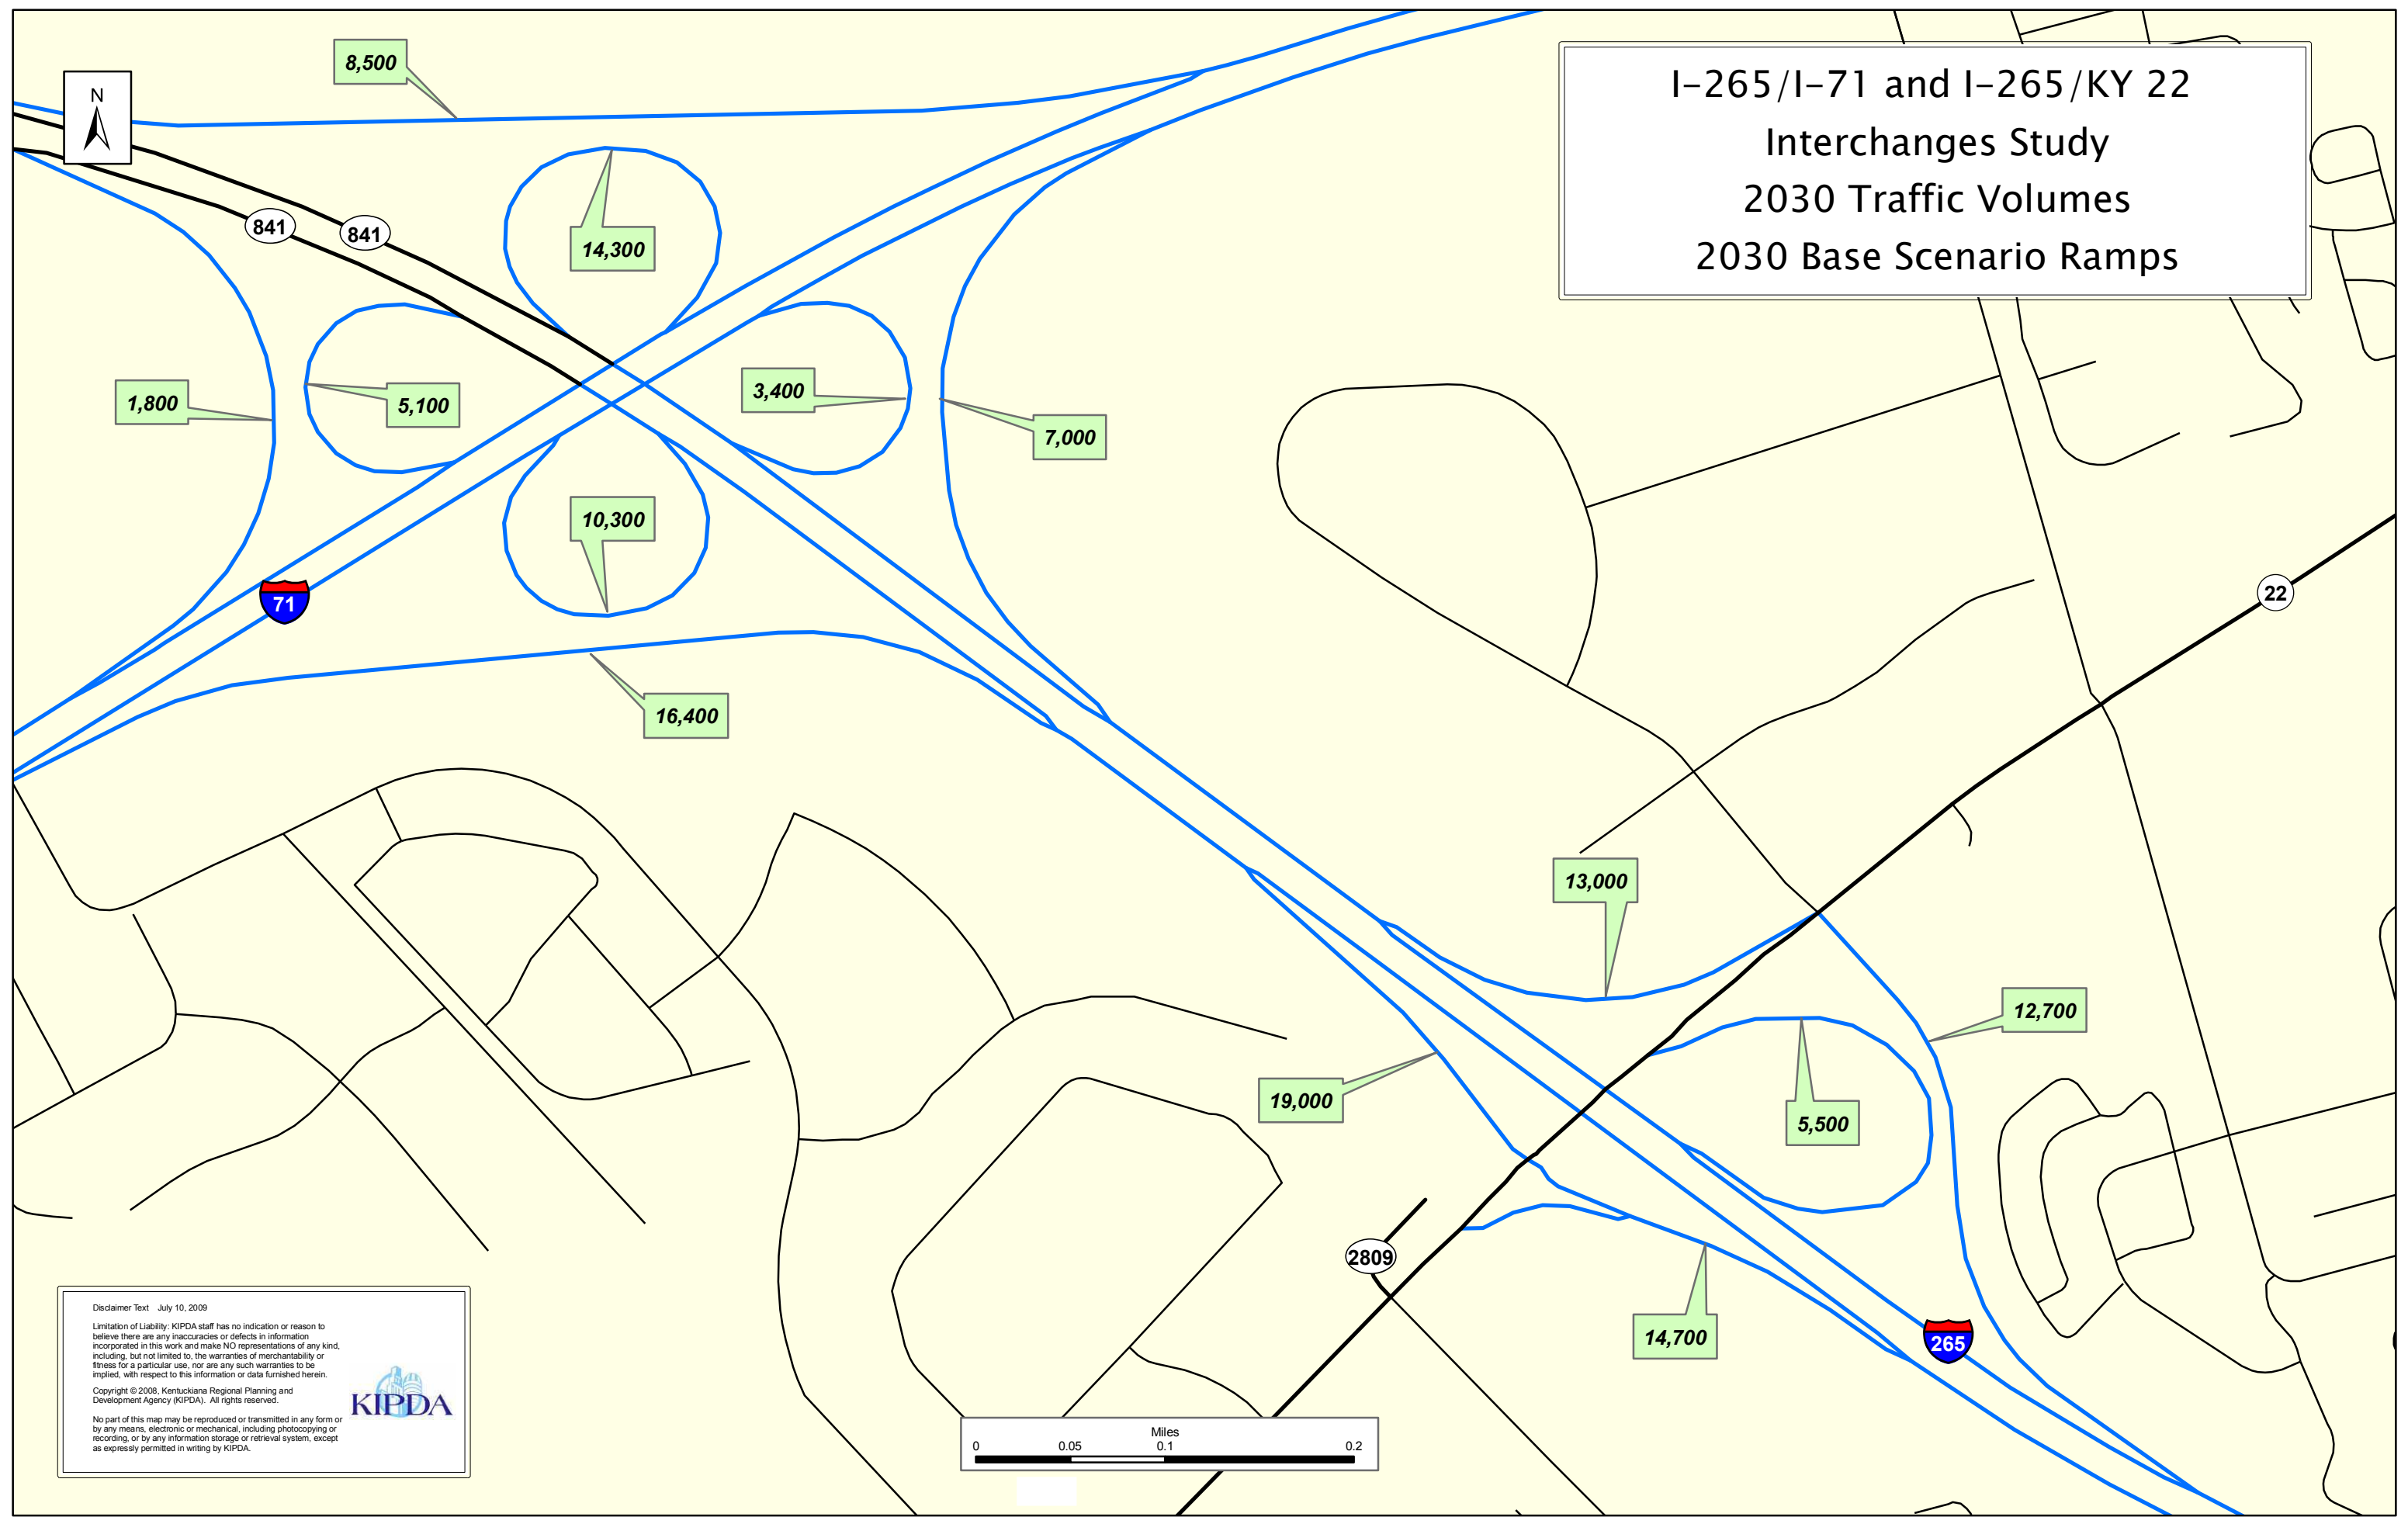 I-265/I-71 and I-265/KY 22
Interchanges Study
2030 Traffic Volumes
2030 Base Scenario Ramps
8,500
N
841
841
14,300
1,800
5,100
3,400
7,000
10,300
71
22
16,400
13,000
12,700
19,000
5,500
2809
14,700
265
Disclaimer Text July 10, 2009
Limitation of Liability: KIPDA staff has no indication or reason to
believe there are any inaccuracies or defects in information
incorporated in this work and make NO representations of any kind,
including, but not limited to, the warranties of merchantability or
fitness for a particular use, nor are any such warranties to be
implied, with respect to this information or data furnished herein.
Copyright © 2008, Kentuckiana Regional Planning and
Development Agency (KIPDA). All rights reserved.
No part of this map may be reproduced or transmitted in any form or
by any means, electronic or mechanical, including photocopying or
recording, or by any information storage or retrieval system, except
as expressly permitted in writing by KIPDA.
KIPDA
Miles
0 0.05 0.1 0.2